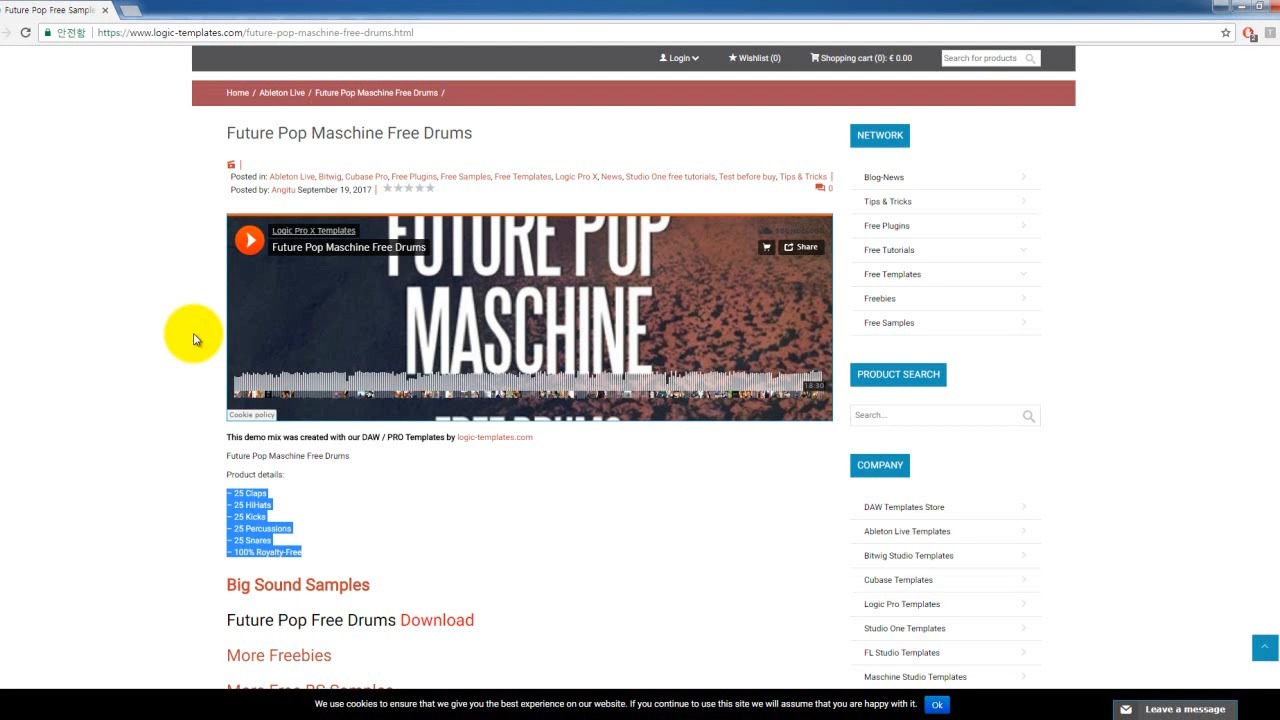 Future Pop Free Sample
안전함
https://www.logic-templates.com/future-pop-maschine-free-drums.html
Login
Wishlist (0)
Shopping cart (0): € 0.00
Search for products
Home / Ableton Live / Future Pop Maschine Free Drums /
Future Pop Maschine Free Drums
Posted in: Ableton Live, Bitwig, Cubase Pro, Free Plugins, Free Samples, Free Templates, Logic Pro X, News, Studio One free tutorials, Test before buy, Tips & Tricks |
Posted by: Angitu September 19, 2017 |
0
Logic Pro X Templates
Future Pop Maschine Free Drums
Share
FUTURE POP
MASCHINE
FREE DRUMS
18:30
Cookie policy
This demo mix was created with our DAW / PRO Templates by logic-templates.com
Future Pop Maschine Free Drums
Product details:
– 25 Claps
– 25 HiHats
– 25 Kicks
– 25 Percussions
– 25 Snares
– 100% Royalty-Free
Big Sound Samples
Future Pop Free Drums Download
More Freebies
NETWORK
Blog-News
Tips & Tricks
Free Plugins
Free Tutorials
Free Templates
Freebies
Free Samples
PRODUCT SEARCH
Search...
COMPANY
DAW Templates Store
Ableton Live Templates
Bitwig Studio Templates
Cubase Templates
Logic Pro Templates
Studio One Templates
FL Studio Templates
Maschine Studio Templates
We use cookies to ensure that we give you the best experience on our website. If you continue to use this site we will assume that you are happy with it.
Ok
Leave a message